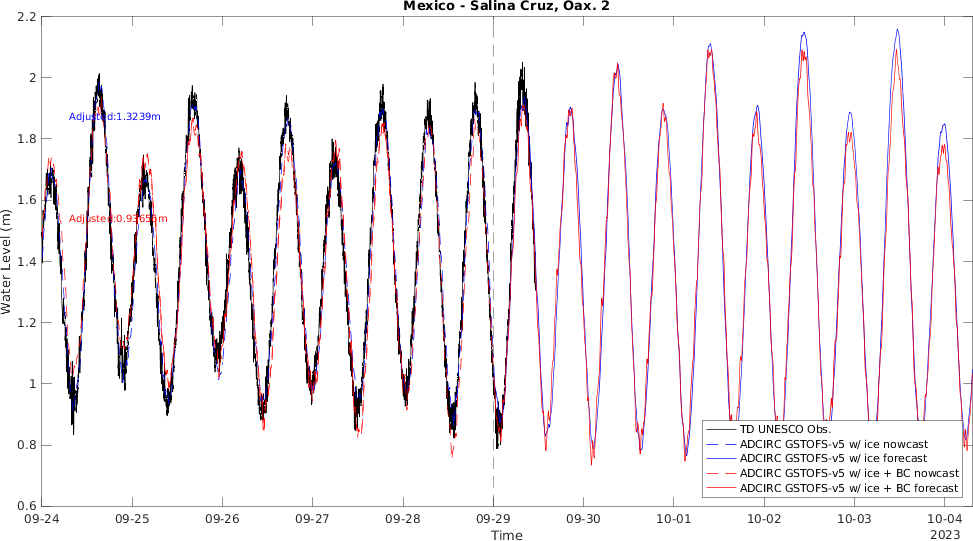 Mexico - Salina Cruz, Oax. 2
2.2
2
1.8
1.6
1.4
1.2
1
0.8
0.6
Water Level (m)
Adjusted:1.3239m
Adjusted:0.93655m
TD UNESCO Obs.
ADCIRC GSTOFS-v5 w/ ice nowcast
ADCIRC GSTOFS-v5 w/ ice forecast
ADCIRC GSTOFS-v5 w/ ice + BC nowcast
ADCIRC GSTOFS-v5 w/ ice + BC forecast
09-24 09-25 09-26 09-27 09-28 09-29 09-30 10-01 10-02 10-03 10-04
Time
2023